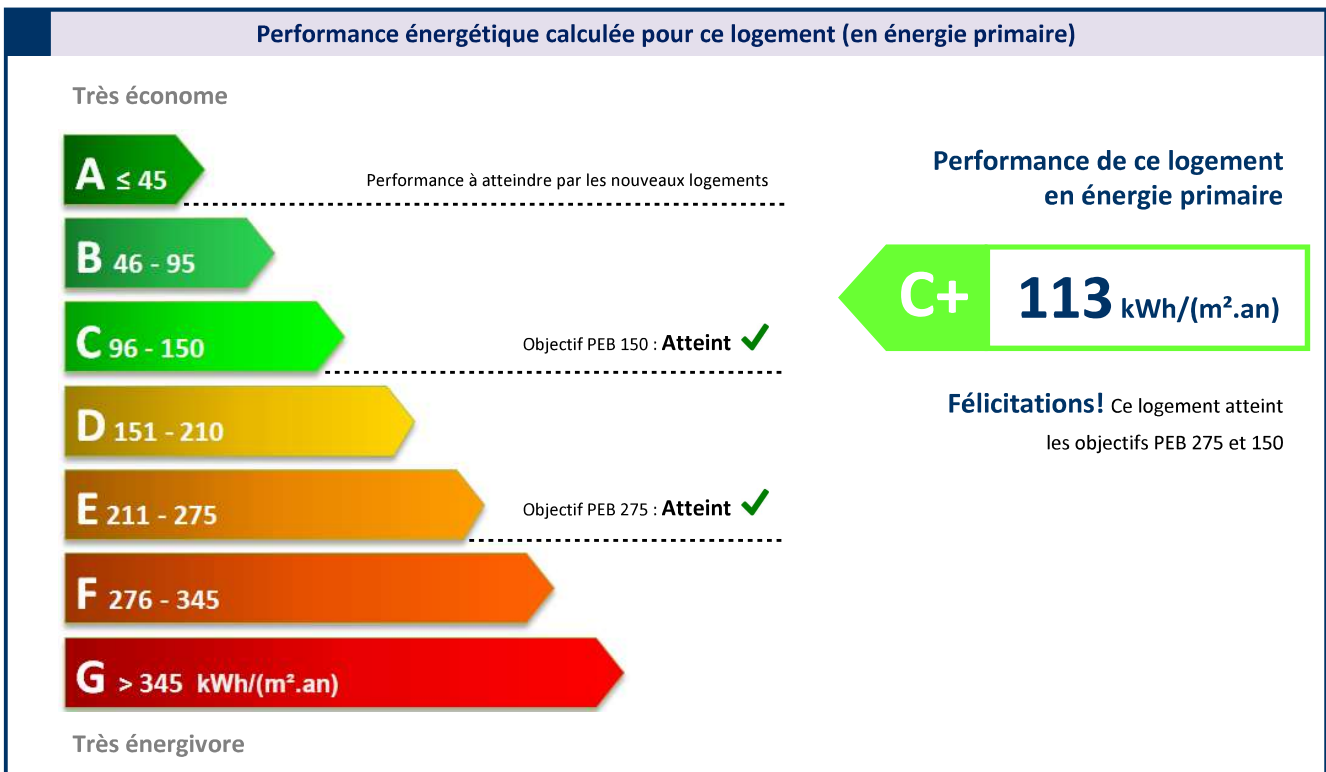 Performance énergétique calculée pour ce logement (en énergie primaire)
Très économe
A ≤ 45
Performance à atteindre par les nouveaux logements
B 46 - 95
C 96 - 150
Objectif PEB 150 : Atteint ✓
D 151 - 210
E 211 - 275
Objectif PEB 275 : Atteint ✓
F 276 - 345
G > 345 kWh/(m².an)
Très énergivore
Performance de ce logement
en énergie primaire
C+ 113 kWh/(m².an)
Félicitations! Ce logement atteint
les objectifs PEB 275 et 150